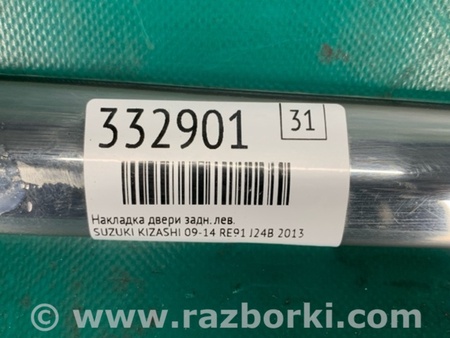 332901
31
Накладка двери задн. лев.
SUZUKI KIZASHI 09-14 RE91 J24B 2013
www.razborki.com